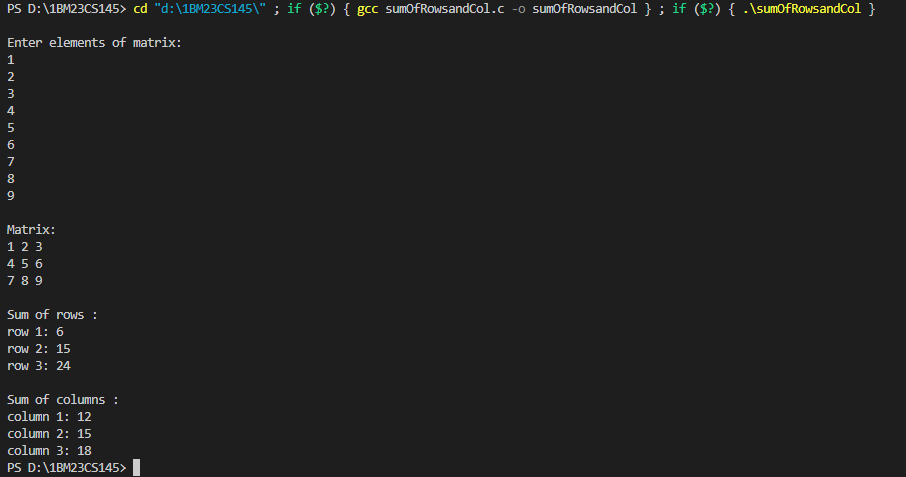 PS D:\1BM23CS145> cd "d:\1BM23CS145\" ; if ($?) { gcc sumOfRowsandCol.c -o sumOfRowsandCol } ; if ($?) { .\sumOfRowsandCol }
Enter elements of matrix:
1
2
3
4
5
6
7
8
9
Matrix:
1 2 3
4 5 6
7 8 9
Sum of rows :
row 1: 6
row 2: 15
row 3: 24
Sum of columns :
column 1: 12
column 2: 15
column 3: 18
PS D:\1BM23CS145>